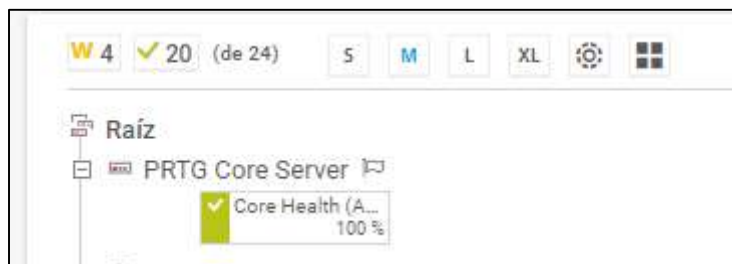 W 4 20 (de 24) S M L XL
Raíz
PRTG Core Server
Core Health (A...
100 %